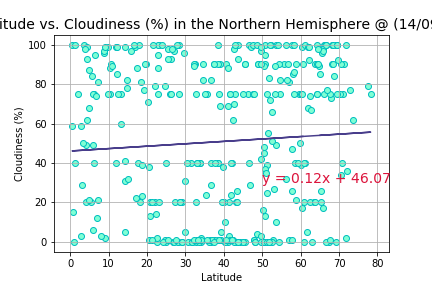 itude vs. Cloudiness (%) in the Northern Hemisphere @ (14/09
100
80
60
40
20
0
Cloudiness (%)
y = 0.12x + 46.07
0 10 20 30 40 50 60 70 80
Latitude